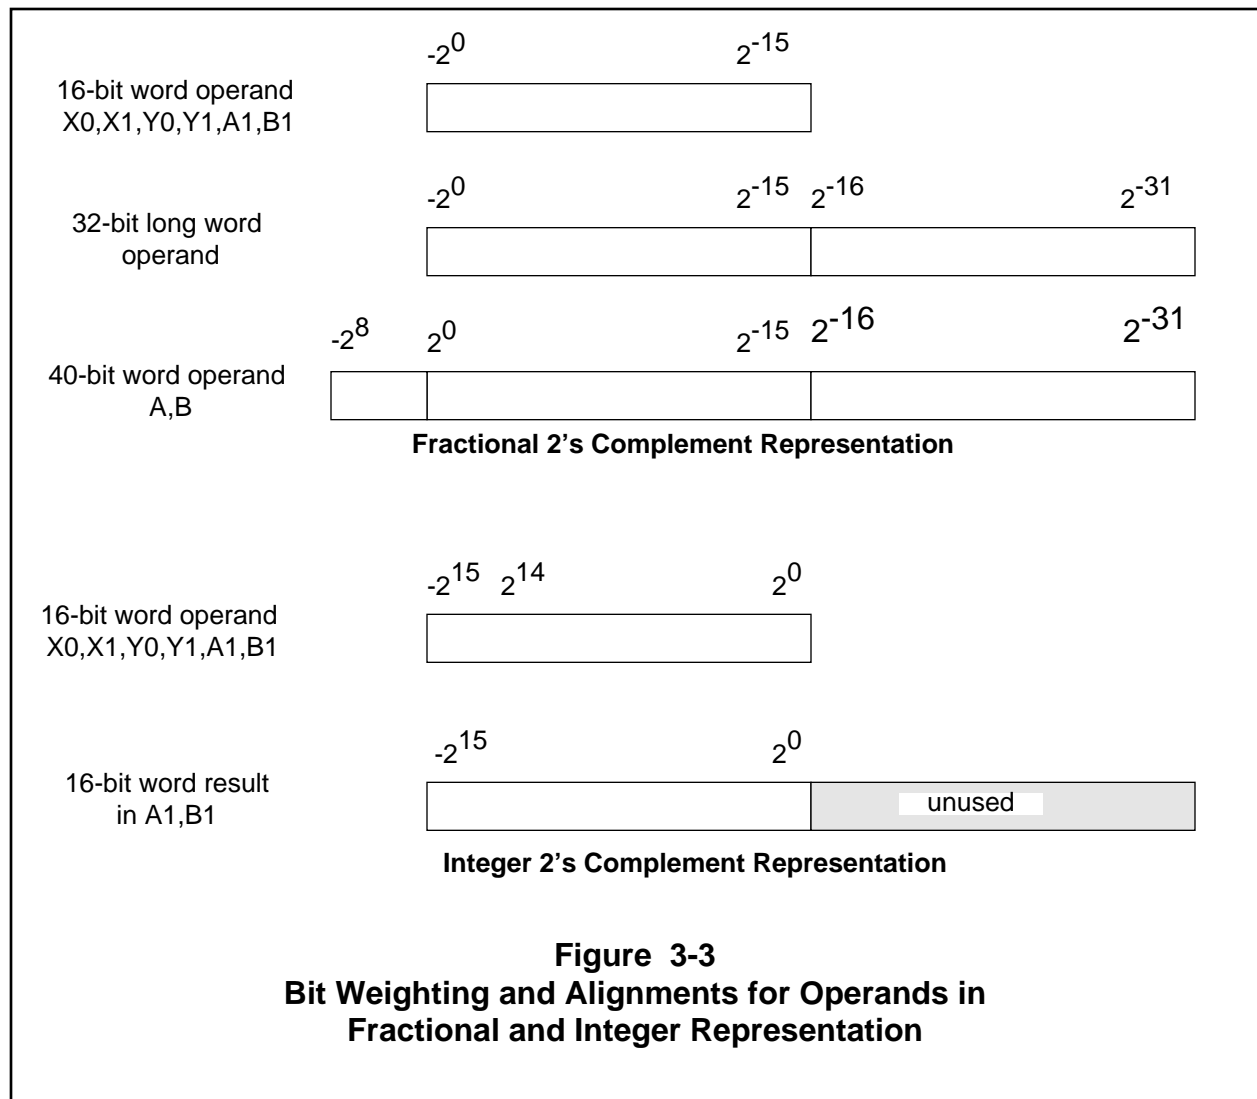 -2^0 2^-15
16-bit word operand
X0,X1,Y0,Y1,A1,B1
-2^0 2^-15 2^-16 2^-31
32-bit long word
operand
-2^8 2^0 2^-15 2^-16 2^-31
40-bit word operand
A,B
Fractional 2's Complement Representation
-2^15 2^14 2^0
16-bit word operand
X0,X1,Y0,Y1,A1,B1
-2^15 2^0
16-bit word result
in A1,B1
unused
Integer 2's Complement Representation
Figure 3-3
Bit Weighting and Alignments for Operands in
Fractional and Integer Representation